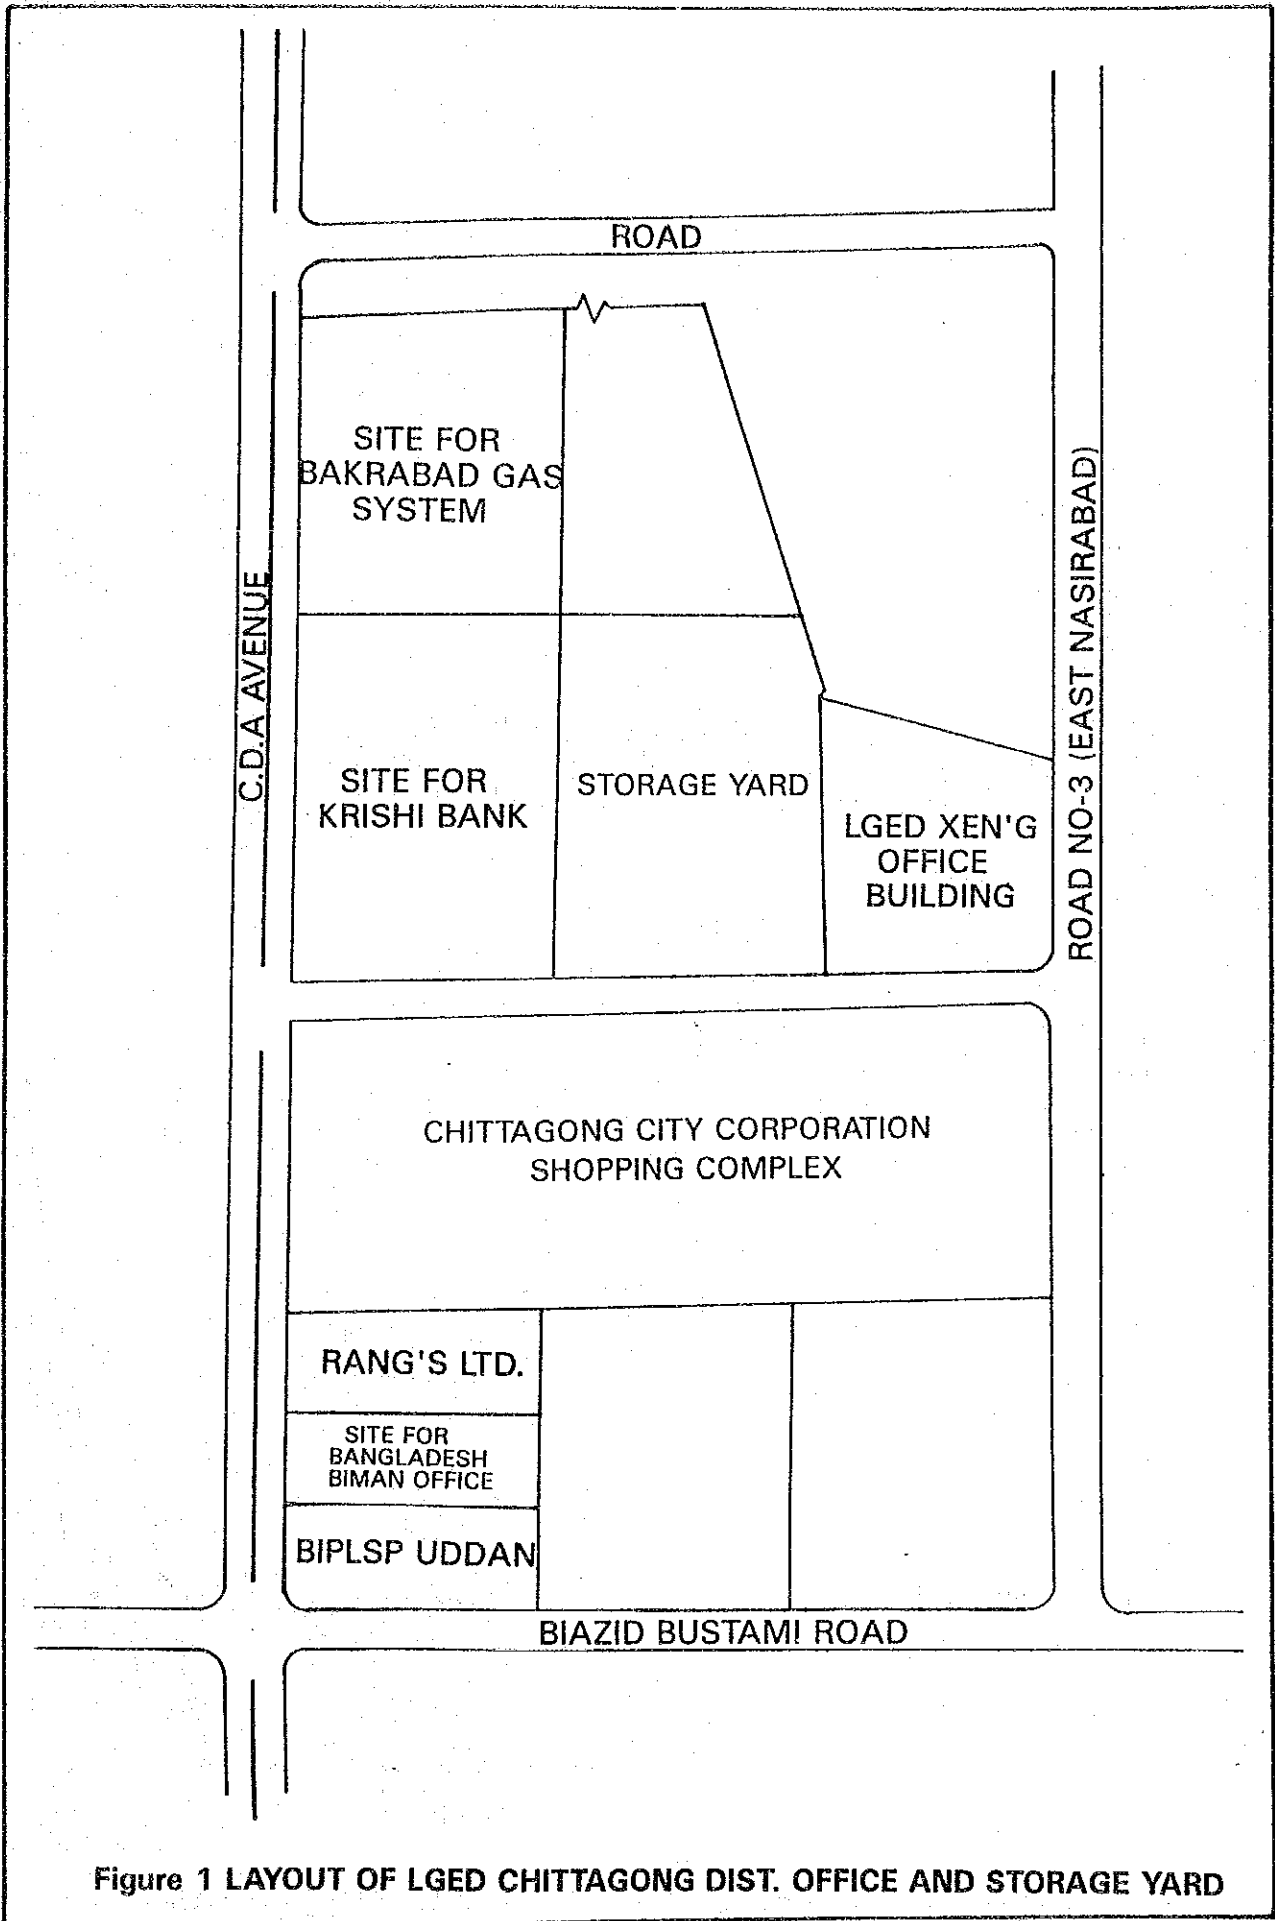 ROAD
SITE FOR
BAKRABAD GAS
SYSTEM
C.D.A AVENUE
ROAD NO-3 (EAST NASIRABAD)
SITE FOR
KRISHI BANK
STORAGE YARD
LGED XEN'G
OFFICE
BUILDING
CHITTAGONG CITY CORPORATION
SHOPPING COMPLEX
RANG'S LTD.
SITE FOR
BANGLADESH
BIMAN OFFICE
BIPLSP UDDAN
BIAZID BUSTAMI ROAD
Figure 1 LAYOUT OF LGED CHITTAGONG DIST. OFFICE AND STORAGE YARD